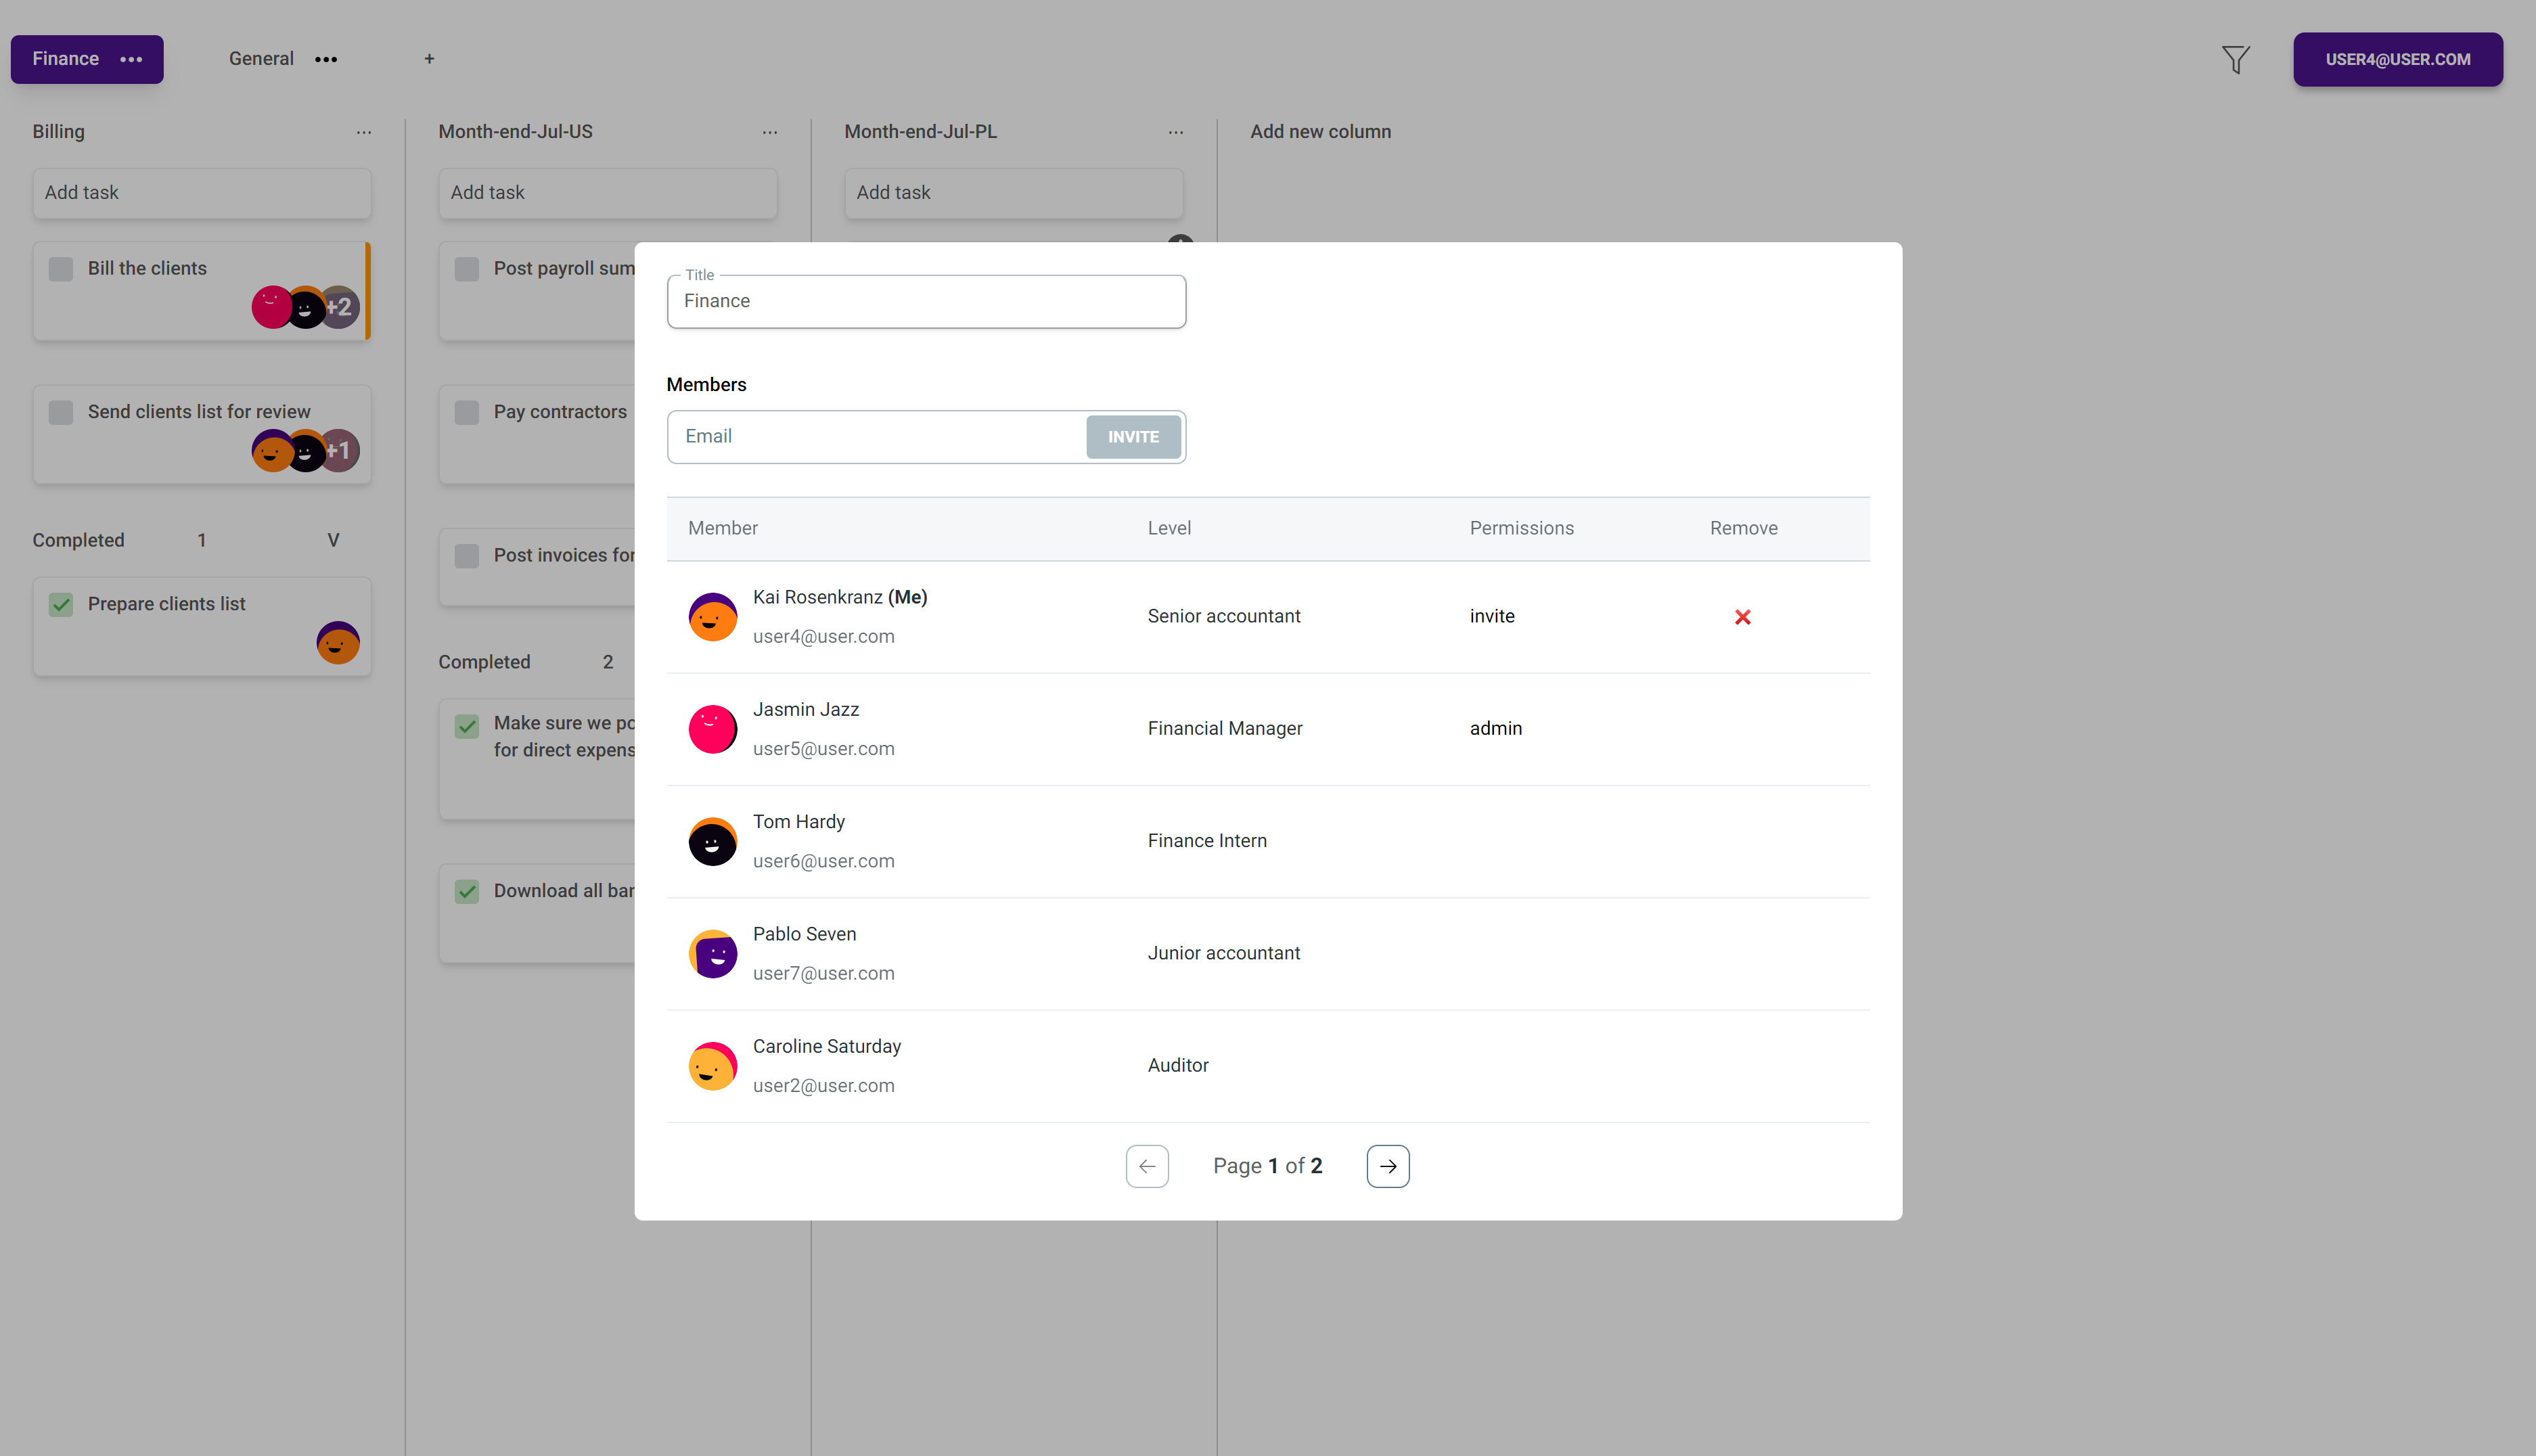 Finance •••
General •••
+
USER4@USER.COM
Billing ...
Month-end-Jul-US ...
Month-end-Jul-PL ...
Add new column
Add task
Add task
Add task
Bill the clients
+2
Send clients list for review
+1
Completed 1 V
Prepare clients list
Post payroll sum
Pay contractors
Post invoices for
Completed 2
Make sure we po
for direct expens
Download all ban
Title
Finance
Members
Email
INVITE
Member Level Permissions Remove
Kai Rosenkranz (Me)
user4@user.com
Senior accountant
invite
Jasmin Jazz
user5@user.com
Financial Manager
admin
Tom Hardy
user6@user.com
Finance Intern
Pablo Seven
user7@user.com
Junior accountant
Caroline Saturday
user2@user.com
Auditor
Page 1 of 2